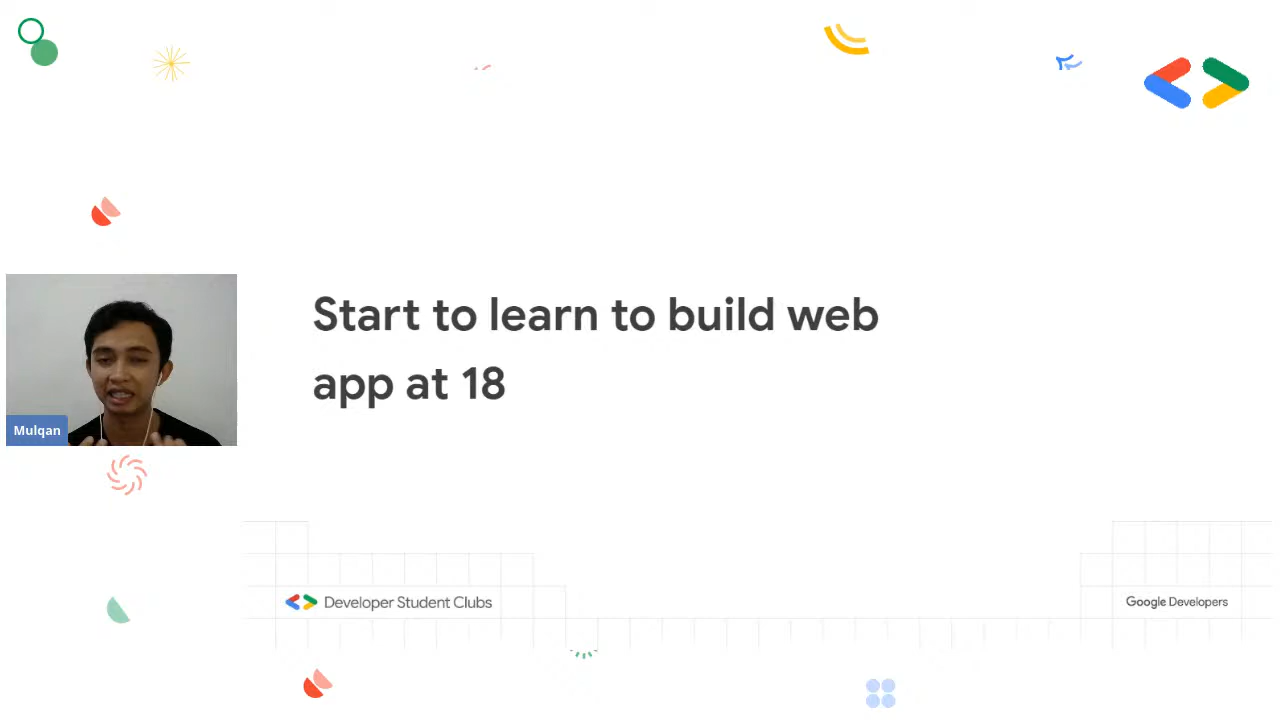 Start to learn to build web
app at 18
Mulqan
Developer Student Clubs
Google Developers